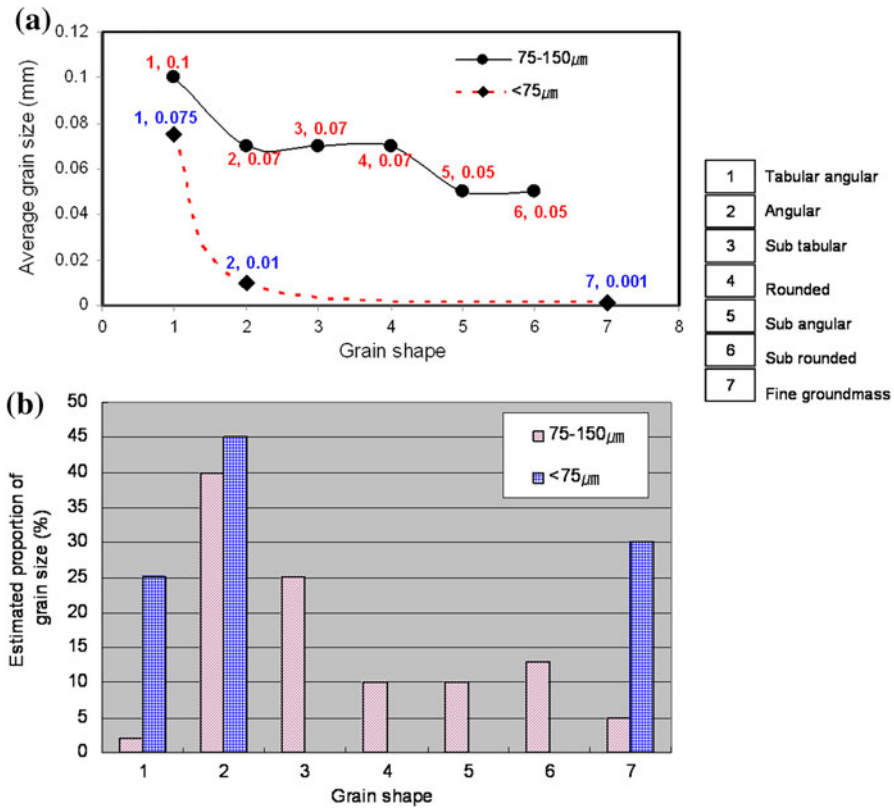 (a)
0.12
0.1
0.08
0.06
0.04
0.02
0
Average grain size (mm)
1, 0.1
1, 0.075
2, 0.07
3, 0.07
4, 0.07
5, 0.05
6, 0.05
2, 0.01
7, 0.001
75-150μm
<75μm
0 1 2 3 4 5 6 7 8
Grain shape
1 Tabular angular
2 Angular
3 Sub tabular
4 Rounded
5 Sub angular
6 Sub rounded
7 Fine groundmass
(b)
50
45
40
35
30
25
20
15
10
5
0
Estimated proportion of
grain size (%)
75-150μm
<75μm
1 2 3 4 5 6 7
Grain shape